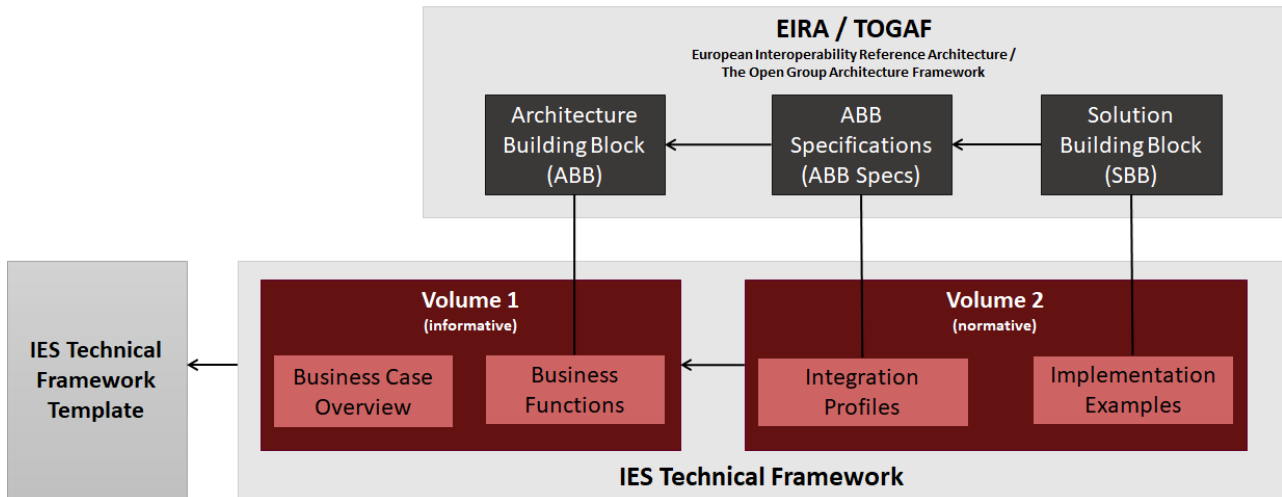 EIRA / TOGAF
European Interoperability Reference Architecture /
The Open Group Architecture Framework
Architecture
Building Block
(ABB)
ABB
Specifications
(ABB Specs)
Solution
Building Block
(SBB)
IES Technical
Framework
Template
Volume 1
(informative)
Business Case
Overview
Business
Functions
Volume 2
(normative)
Integration
Profiles
Implementation
Examples
IES Technical Framework